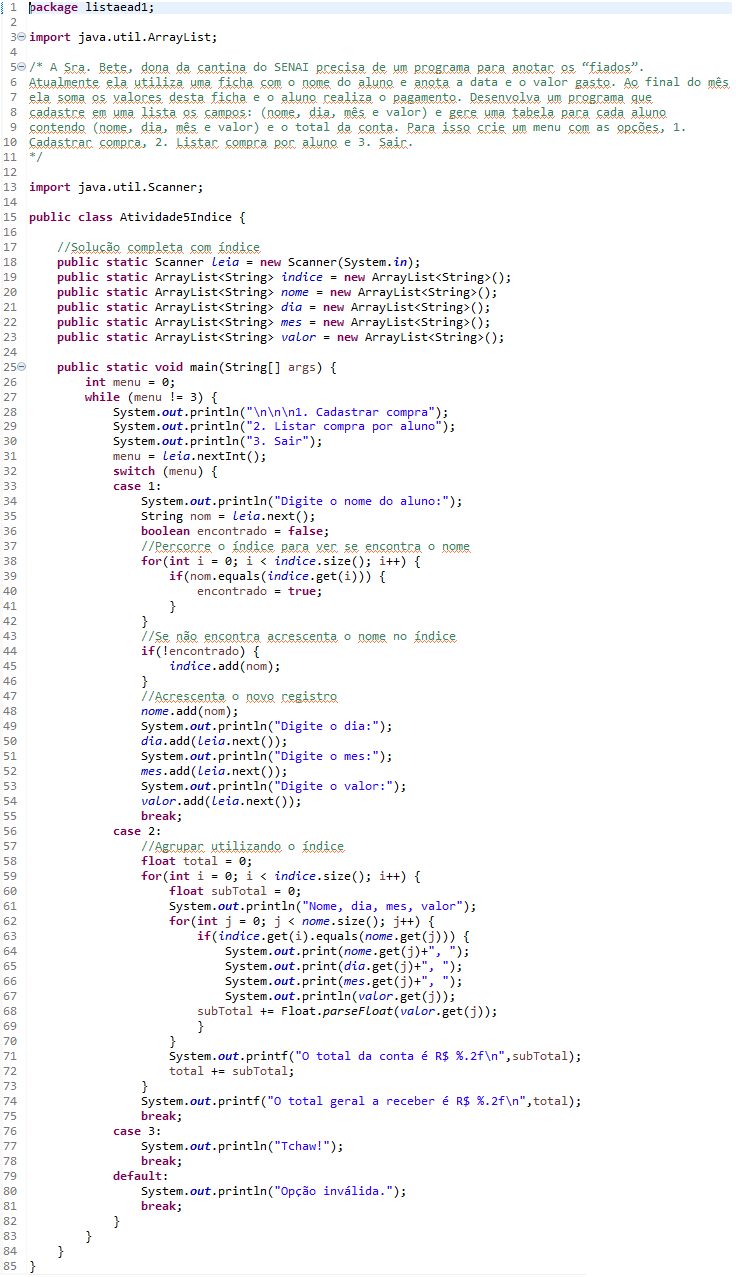 1 package listaead1;
2
3 import java.util.ArrayList;
4
5 /* A Sra. Bete, dona da cantina do SENAI precisa de um programa para anotar os “fiados”.
6 Atualmente ela utiliza uma ficha com o nome do aluno e anota a data e o valor gasto. Ao final do mês
7 ela soma os valores desta ficha e o aluno realiza o pagamento. Desenvolva um programa que
8 cadastre em uma lista os campos: (nome, dia, mês e valor) e gere uma tabela para cada aluno
9 contendo (nome, dia, mês e valor) e o total da conta. Para isso crie um menu com as opções, 1.
10 Cadastrar compra, 2. Listar compra por aluno e 3. Sair.
11 */
12
13 import java.util.Scanner;
14
15 public class Atividade5Indice {
16
17     //Solução completa com índice
18     public static Scanner leia = new Scanner(System.in);
19     public static ArrayList<String> indice = new ArrayList<String>();
20     public static ArrayList<String> nome = new ArrayList<String>();
21     public static ArrayList<String> dia = new ArrayList<String>();
22     public static ArrayList<String> mes = new ArrayList<String>();
23     public static ArrayList<String> valor = new ArrayList<String>();
24
25     public static void main(String[] args) {
26         int menu = 0;
27         while (menu != 3) {
28             System.out.println("\n\n\n1. Cadastrar compra");
29             System.out.println("2. Listar compra por aluno");
30             System.out.println("3. Sair");
31             menu = leia.nextInt();
32             switch (menu) {
33             case 1:
34                 System.out.println("Digite o nome do aluno:");
35                 String nom = leia.next();
36                 boolean encontrado = false;
37                 //Percorre o índice para ver se encontra o nome
38                 for(int i = 0; i < indice.size(); i++) {
39                     if(nom.equals(indice.get(i))) {
40                         encontrado = true;
41                     }
42                 }
43                 //Se não encontra acrescenta o nome no índice
44                 if(!encontrado) {
45                     indice.add(nom);
46                 }
47                 //Acrescenta o novo registro
48                 nome.add(nom);
49                 System.out.println("Digite o dia:");
50                 dia.add(leia.next());
51                 System.out.println("Digite o mes:");
52                 mes.add(leia.next());
53                 System.out.println("Digite o valor:");
54                 valor.add(leia.next());
55                 break;
56             case 2:
57                 //Agrupar utilizando o índice
58                 float total = 0;
59                 for(int i = 0; i < indice.size(); i++) {
60                     float subTotal = 0;
61                     System.out.println("Nome, dia, mes, valor");
62                     for(int j = 0; j < nome.size(); j++) {
63                         if(indice.get(i).equals(nome.get(j))) {
64                             System.out.print(nome.get(j)+", ");
65                             System.out.print(dia.get(j)+", ");
66                             System.out.print(mes.get(j)+", ");
67                             System.out.println(valor.get(j));
68                         subTotal += Float.parseFloat(valor.get(j));
69                         }
70                     }
71                     System.out.printf("O total da conta é R$ %.2f\n",subTotal);
72                     total += subTotal;
73                 }
74                 System.out.printf("O total geral a receber é R$ %.2f\n",total);
75                 break;
76             case 3:
77                 System.out.println("Tchaw!");
78                 break;
79             default:
80                 System.out.println("Opção inválida.");
81                 break;
82             }
83         }
84     }
85 }